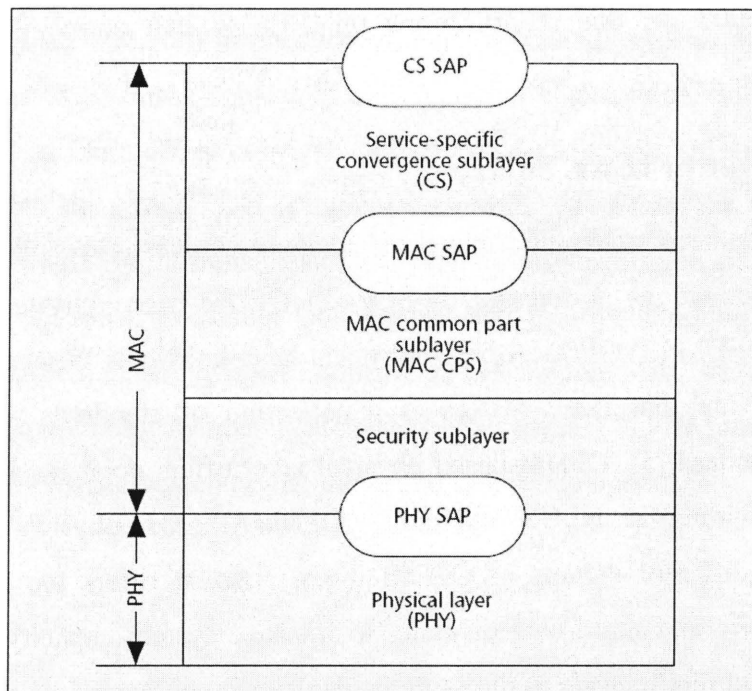 CS SAP
Service-specific
convergence sublayer
(CS)
MAC SAP
MAC common part
sublayer
(MAC CPS)
MAC
Security sublayer
PHY SAP
Physical layer
(PHY)
PHY